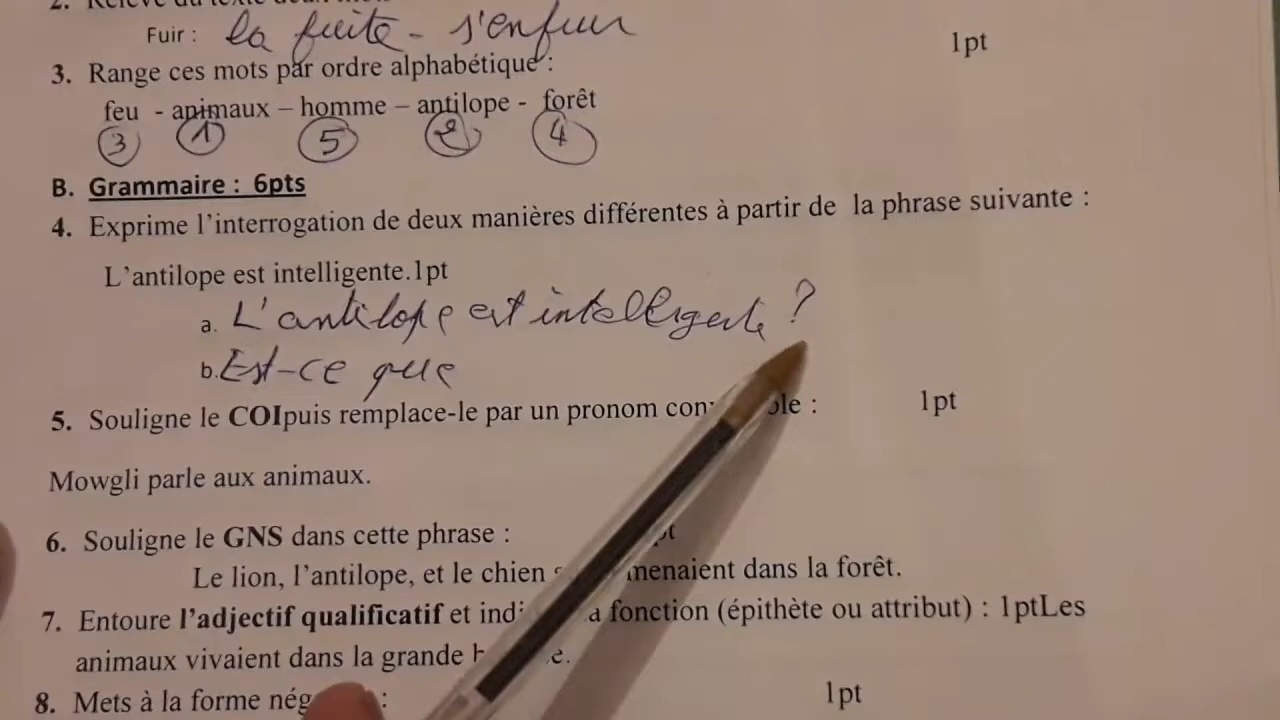 Fuir : la fuite - s'enfuir
1pt
3. Range ces mots par ordre alphabétique :
feu - animaux – homme – antilope - forêt
3 1 5 2 4
B. Grammaire : 6pts
4. Exprime l'interrogation de deux manières différentes à partir de la phrase suivante :
L'antilope est intelligente.1pt
a. L'antilope est intelligente ?
b. Est-ce que
5. Souligne le COIpuis remplace-le par un pronom : 1pt
Mowgli parle aux animaux.
6. Souligne le GNS dans cette phrase :
Le lion, l'antilope, et le chien menaient dans la forêt.
7. Entoure l'adjectif qualificatif et fonction (épithète ou attribut) : 1ptLes
animaux vivaient dans la grande
8. Mets à la forme : 1pt